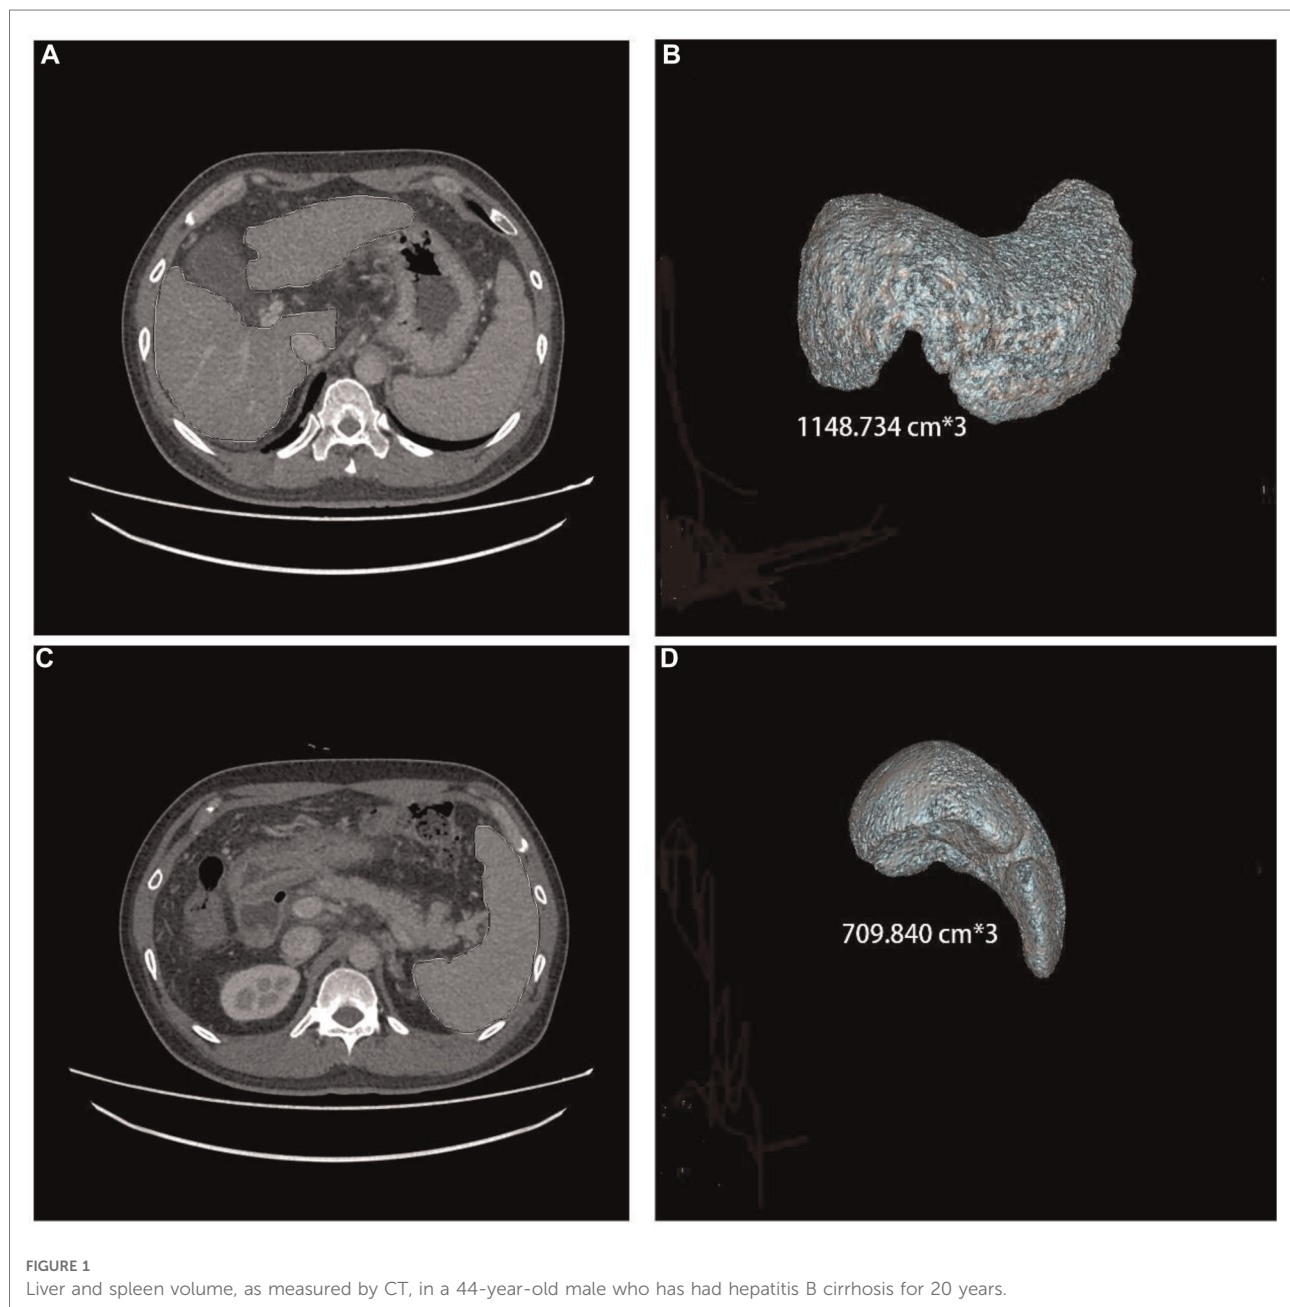 A
B
1148.734 cm*3
C
D
709.840 cm*3
FIGURE 1
Liver and spleen volume, as measured by CT, in a 44-year-old male who has had hepatitis B cirrhosis for 20 years.